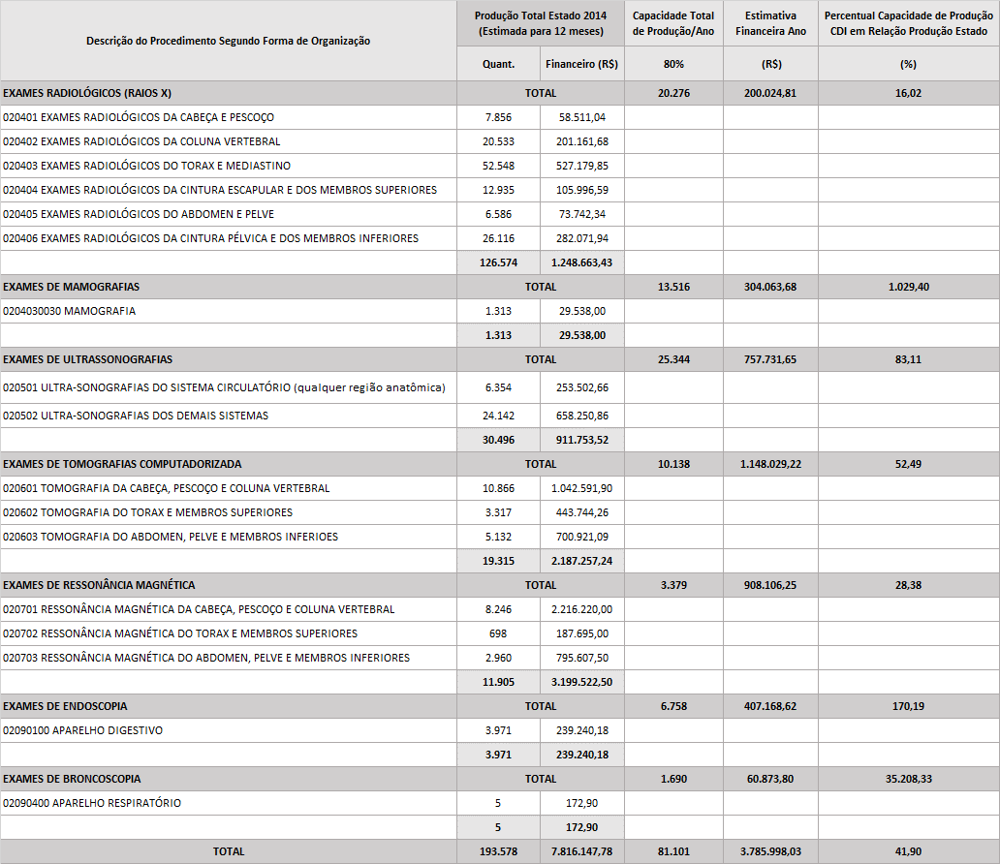 Descrição do Procedimento Segundo Forma de Organização
Produção Total Estado 2014
(Estimada para 12 meses)
Capacidade Total
de Produção/Ano
Estimativa
Financeira Ano
Percentual Capacidade de Produção
CDI em Relação Produção Estado
Quant. Financeiro (R$) 80% (R$) (%)
EXAMES RADIOLÓGICOS (RAIOS X) TOTAL 20.276 200.024,81 16,02
020401 EXAMES RADIOLÓGICOS DA CABEÇA E PESCOÇO 7.856 58.511,04
020402 EXAMES RADIOLÓGICOS DA COLUNA VERTEBRAL 20.533 201.161,68
020403 EXAMES RADIOLÓGICOS DO TORAX E MEDIASTINO 52.548 527.179,85
020404 EXAMES RADIOLÓGICOS DA CINTURA ESCAPULAR E DOS MEMBROS SUPERIORES 12.935 105.996,59
020405 EXAMES RADIOLÓGICOS DO ABDOMEN E PELVE 6.586 73.742,34
020406 EXAMES RADIOLÓGICOS DA CINTURA PÉLVICA E DOS MEMBROS INFERIORES 26.116 282.071,94
126.574 1.248.663,43
EXAMES DE MAMOGRAFIAS TOTAL 13.516 304.063,68 1.029,40
0204030030 MAMOGRAFIA 1.313 29.538,00
1.313 29.538,00
EXAMES DE ULTRASSONOGRAFIAS TOTAL 25.344 757.731,65 83,11
020501 ULTRA-SONOGRAFIAS DO SISTEMA CIRCULATÓRIO (qualquer região anatômica) 6.354 253.502,66
020502 ULTRA-SONOGRAFIAS DOS DEMAIS SISTEMAS 24.142 658.250,86
30.496 911.753,52
EXAMES DE TOMOGRAFIAS COMPUTADORIZADA TOTAL 10.138 1.148.029,22 52,49
020601 TOMOGRAFIA DA CABEÇA, PESCOÇO E COLUNA VERTEBRAL 10.866 1.042.591,90
020602 TOMOGRAFIA DO TORAX E MEMBROS SUPERIORES 3.317 443.744,26
020603 TOMOGRAFIA DO ABDOMEN, PELVE E MEMBROS INFERIOES 5.132 700.921,09
19.315 2.187.257,24
EXAMES DE RESSONÂNCIA MAGNÉTICA TOTAL 3.379 908.106,25 28,38
020701 RESSONÂNCIA MAGNÉTICA DA CABEÇA, PESCOÇO E COLUNA VERTEBRAL 8.246 2.216.220,00
020702 RESSONÂNCIA MAGNÉTICA DO TORAX E MEMBROS SUPERIORES 698 187.695,00
020703 RESSONÂNCIA MAGNÉTICA DO ABDOMEN, PELVE E MEMBROS INFERIORES 2.960 795.607,50
11.905 3.199.522,50
EXAMES DE ENDOSCOPIA TOTAL 6.758 407.168,62 170,19
02090100 APARELHO DIGESTIVO 3.971 239.240,18
3.971 239.240,18
EXAMES DE BRONCOSCOPIA TOTAL 1.690 60.873,80 35.208,33
02090400 APARELHO RESPIRATÓRIO 5 172,90
5 172,90
TOTAL 193.578 7.816.147,78 81.101 3.785.998,03 41,90